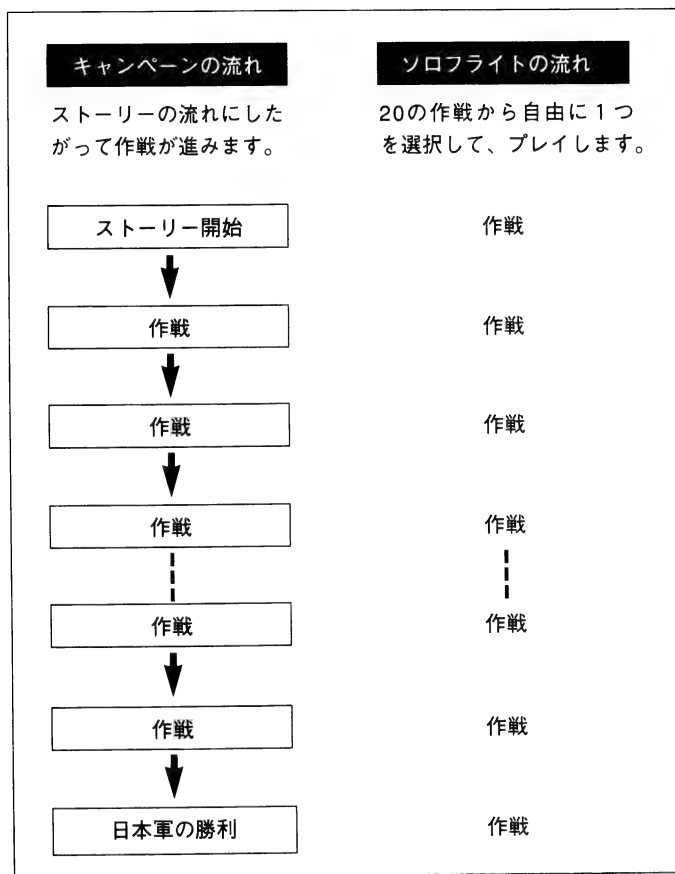 キャンペーンの流れ
ストーリーの流れにした
がって作戦が進みます。
ストーリー開始
作戦
作戦
作戦
作戦
作戦
日本軍の勝利
ソロフライトの流れ
20の作戦から自由に1つ
を選択して、プレイします。
作戦
作戦
作戦
作戦
作戦
作戦
作戦